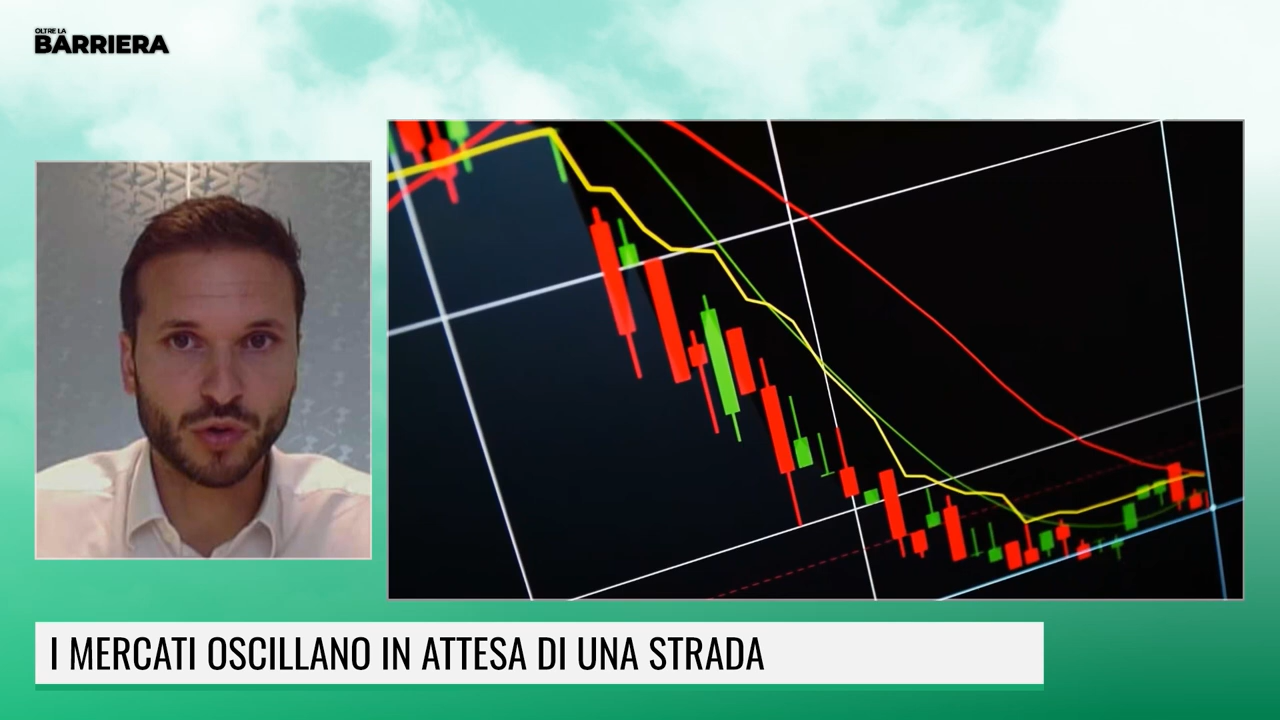 OLTRE LA
BARRIERA
I MERCATI OSCILLANO IN ATTESA DI UNA STRADA